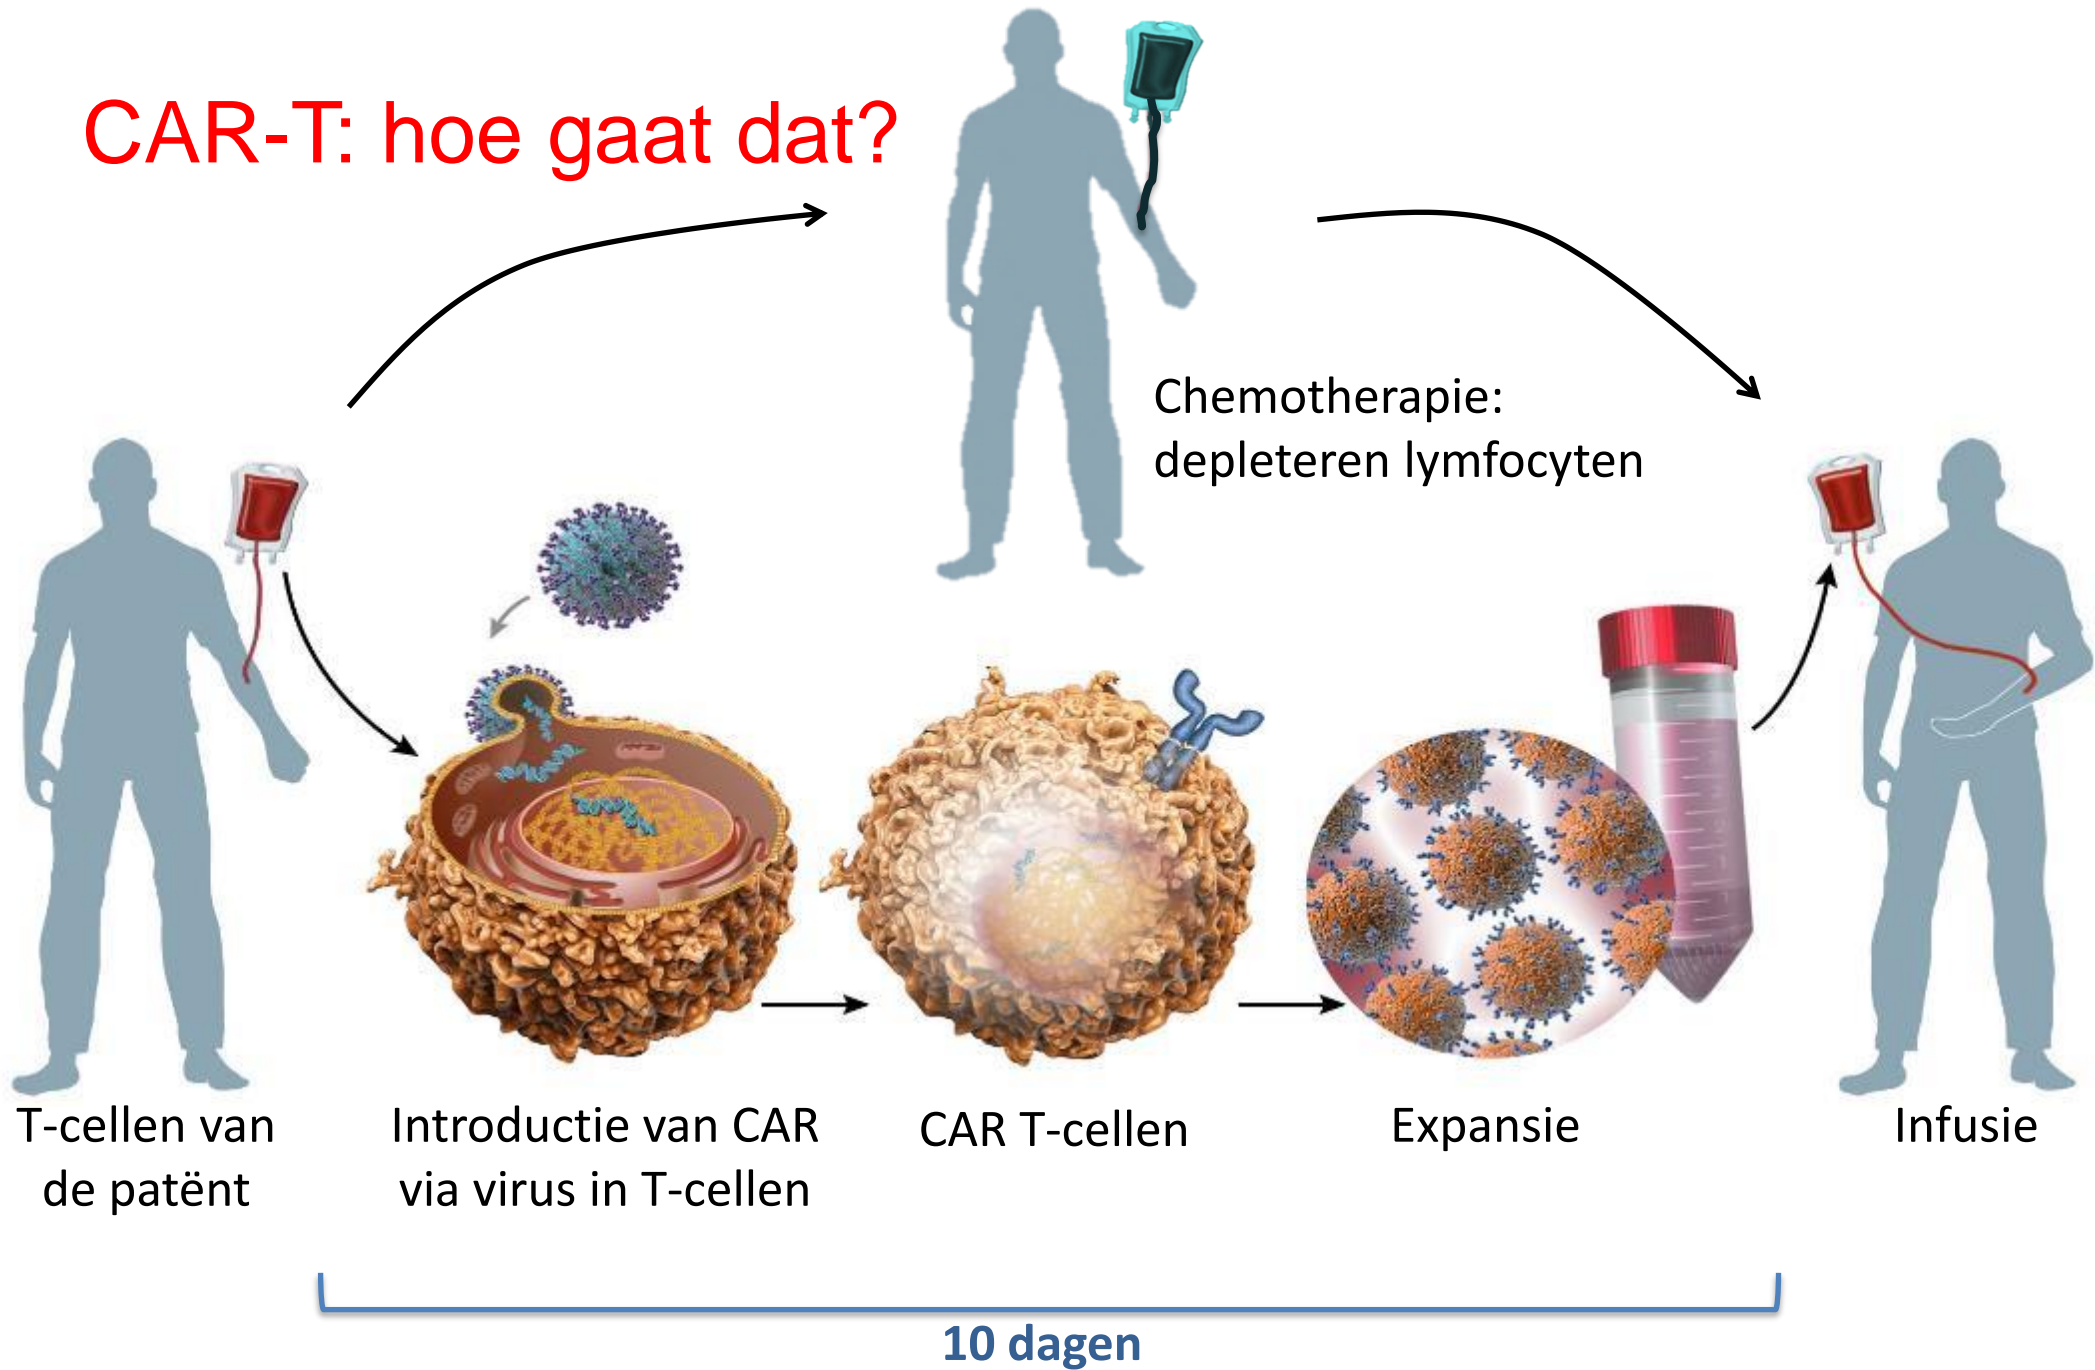 CAR-T: hoe gaat dat?
Chemotherapie:
depleteren lymfocyten
T-cellen van
de patënt
Introductie van CAR
via virus in T-cellen
CAR T-cellen
Expansie
Infusie
10 dagen